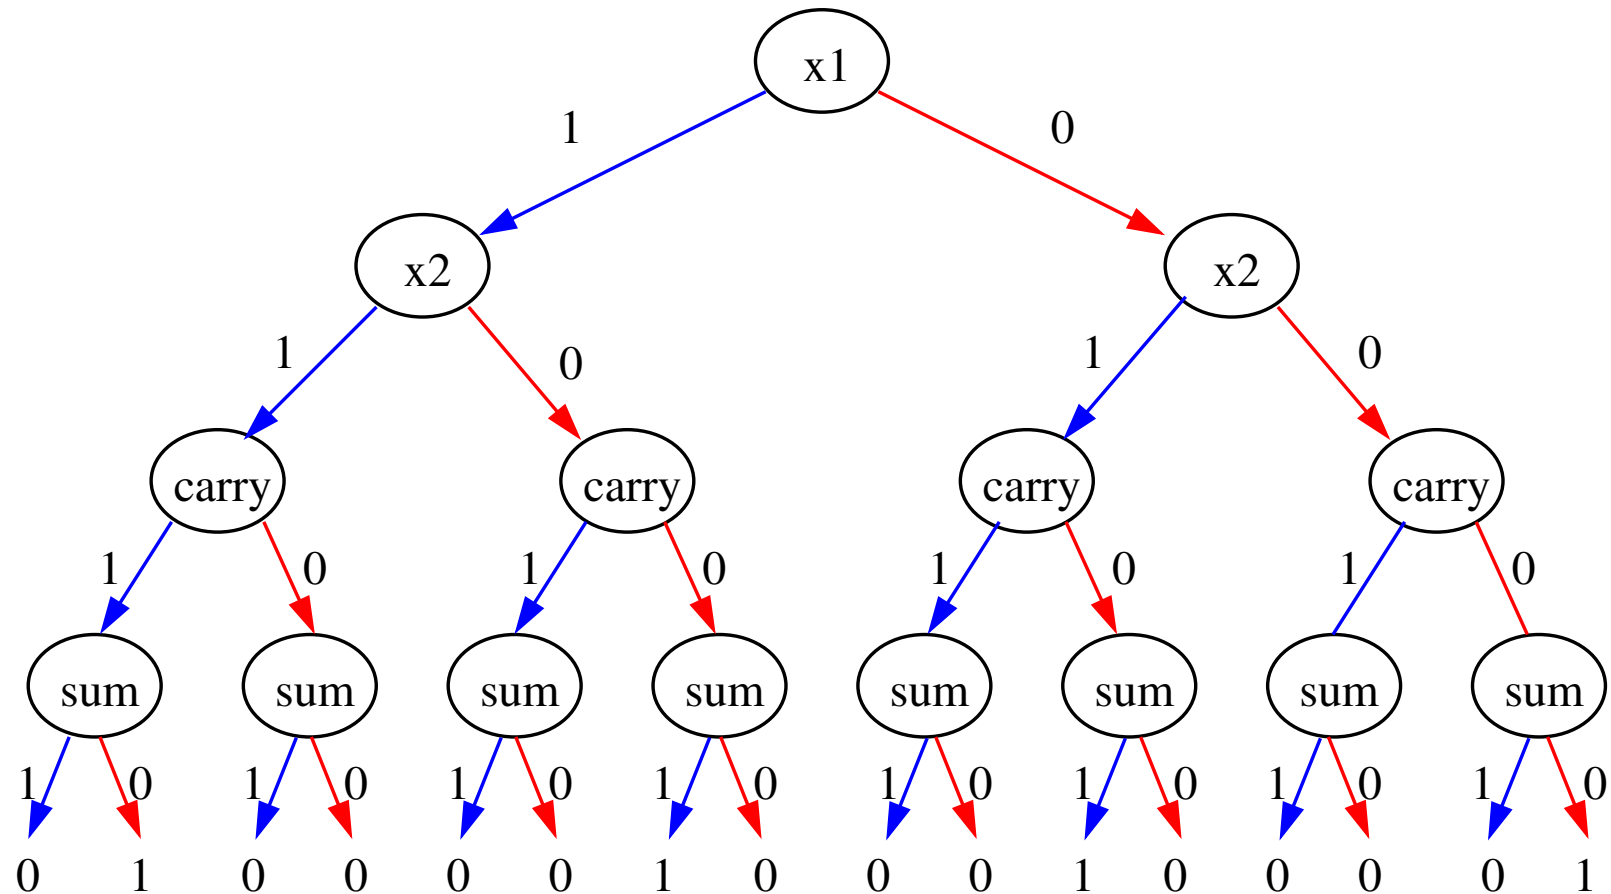 x1
1 0
x2 x2
1 0 1 0
carry carry carry carry
1 0 1 0 1 0 1 0
sum sum sum sum sum sum sum sum
1 0 1 0 1 0 1 0 1 0 1 0 1 0 1 0
0 1 0 0 0 0 1 0 0 0 1 0 0 0 0 1